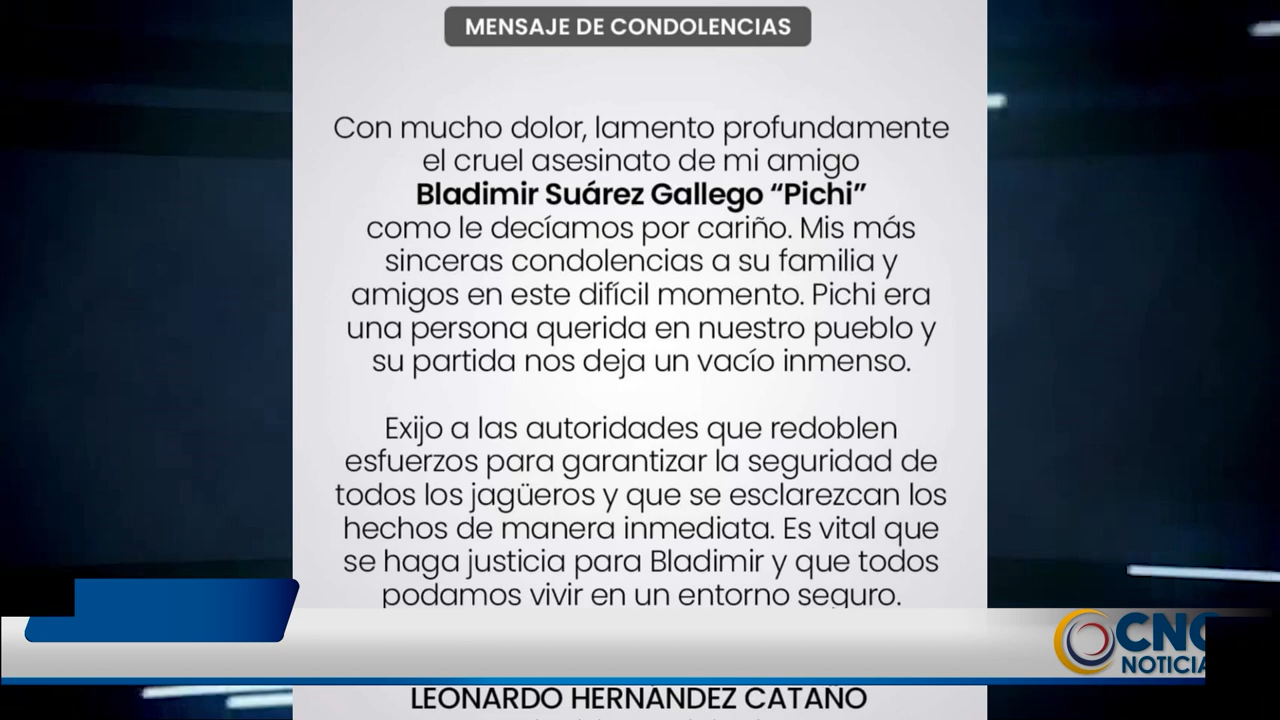 MENSAJE DE CONDOLENCIAS
Con mucho dolor, lamento profundamente
el cruel asesinato de mi amigo
Bladimir Suárez Gallego “Pichi”
como le decíamos por cariño. Mis más
sinceras condolencias a su familia y
amigos en este difícil momento. Pichi era
una persona querida en nuestro pueblo y
su partida nos deja un vacío inmenso.
Exijo a las autoridades que redoblen
esfuerzos para garantizar la seguridad de
todos los jagüeros y que se esclarezcan los
hechos de manera inmediata. Es vital que
se haga justicia para Bladimir y que todos
podamos vivir en un entorno seguro.
CNC
NOTICIA
LEONARDO HERNÁNDEZ CATAÑO